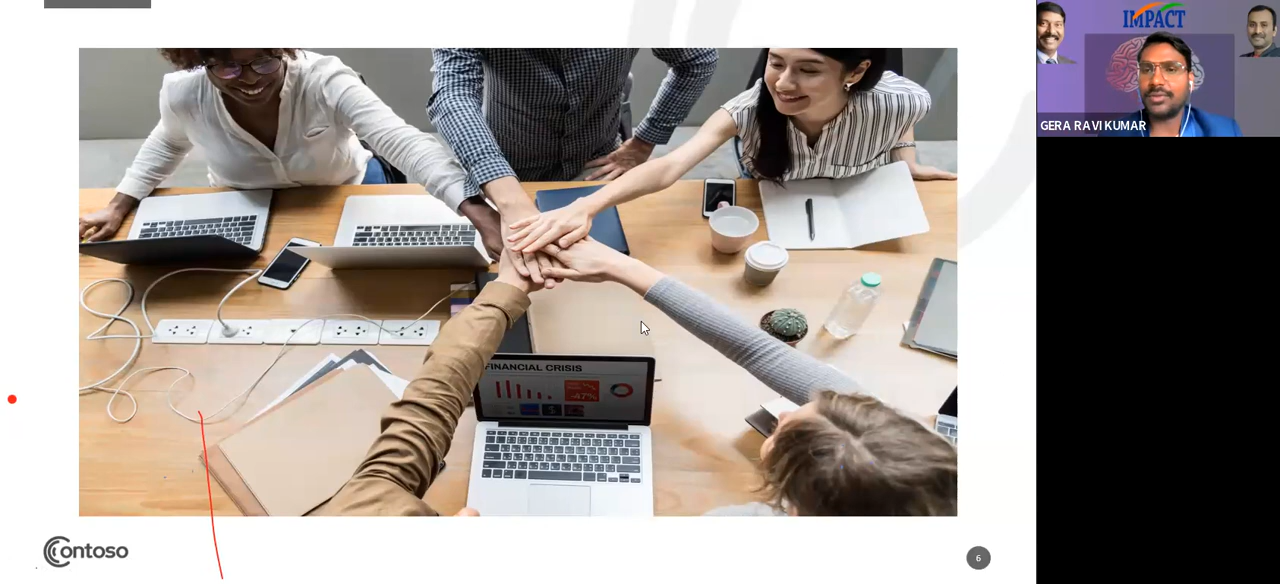 IMPACT
GERA RAVI KUMAR
FINANCIAL CRISIS
-47%
Contoso
6